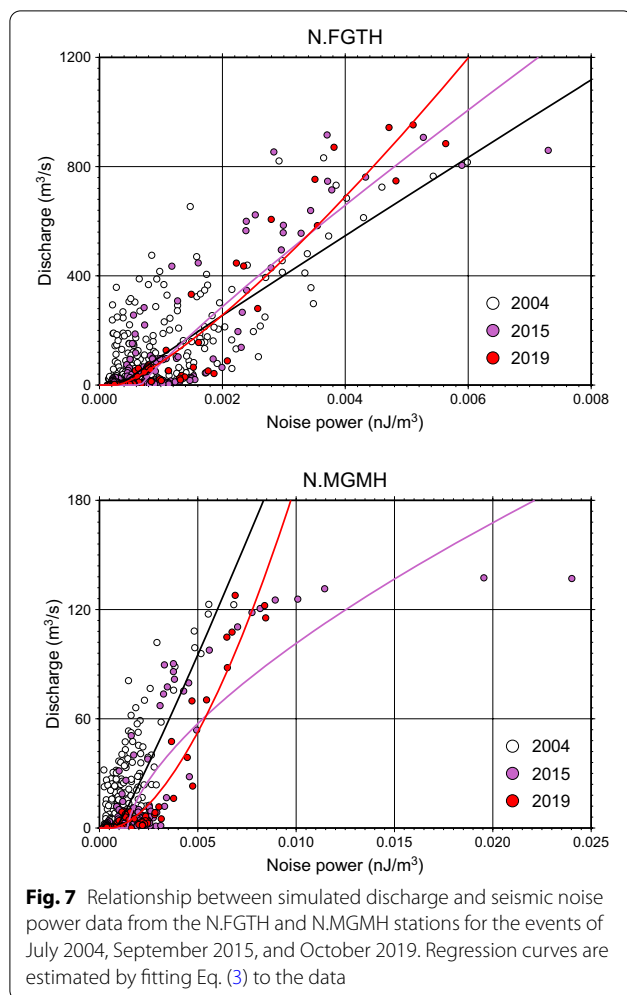 N.FGTH
1200
800
400
0
Discharge (m³/s)
2004
2015
2019
0.000 0.002 0.004 0.006 0.008
Noise power (nJ/m³)
N.MGMH
180
120
60
0
Discharge (m³/s)
2004
2015
2019
0.000 0.005 0.010 0.015 0.020 0.025
Noise power (nJ/m³)
Fig. 7 Relationship between simulated discharge and seismic noise
power data from the N.FGTH and N.MGMH stations for the events of
July 2004, September 2015, and October 2019. Regression curves are
estimated by fitting Eq. (3) to the data